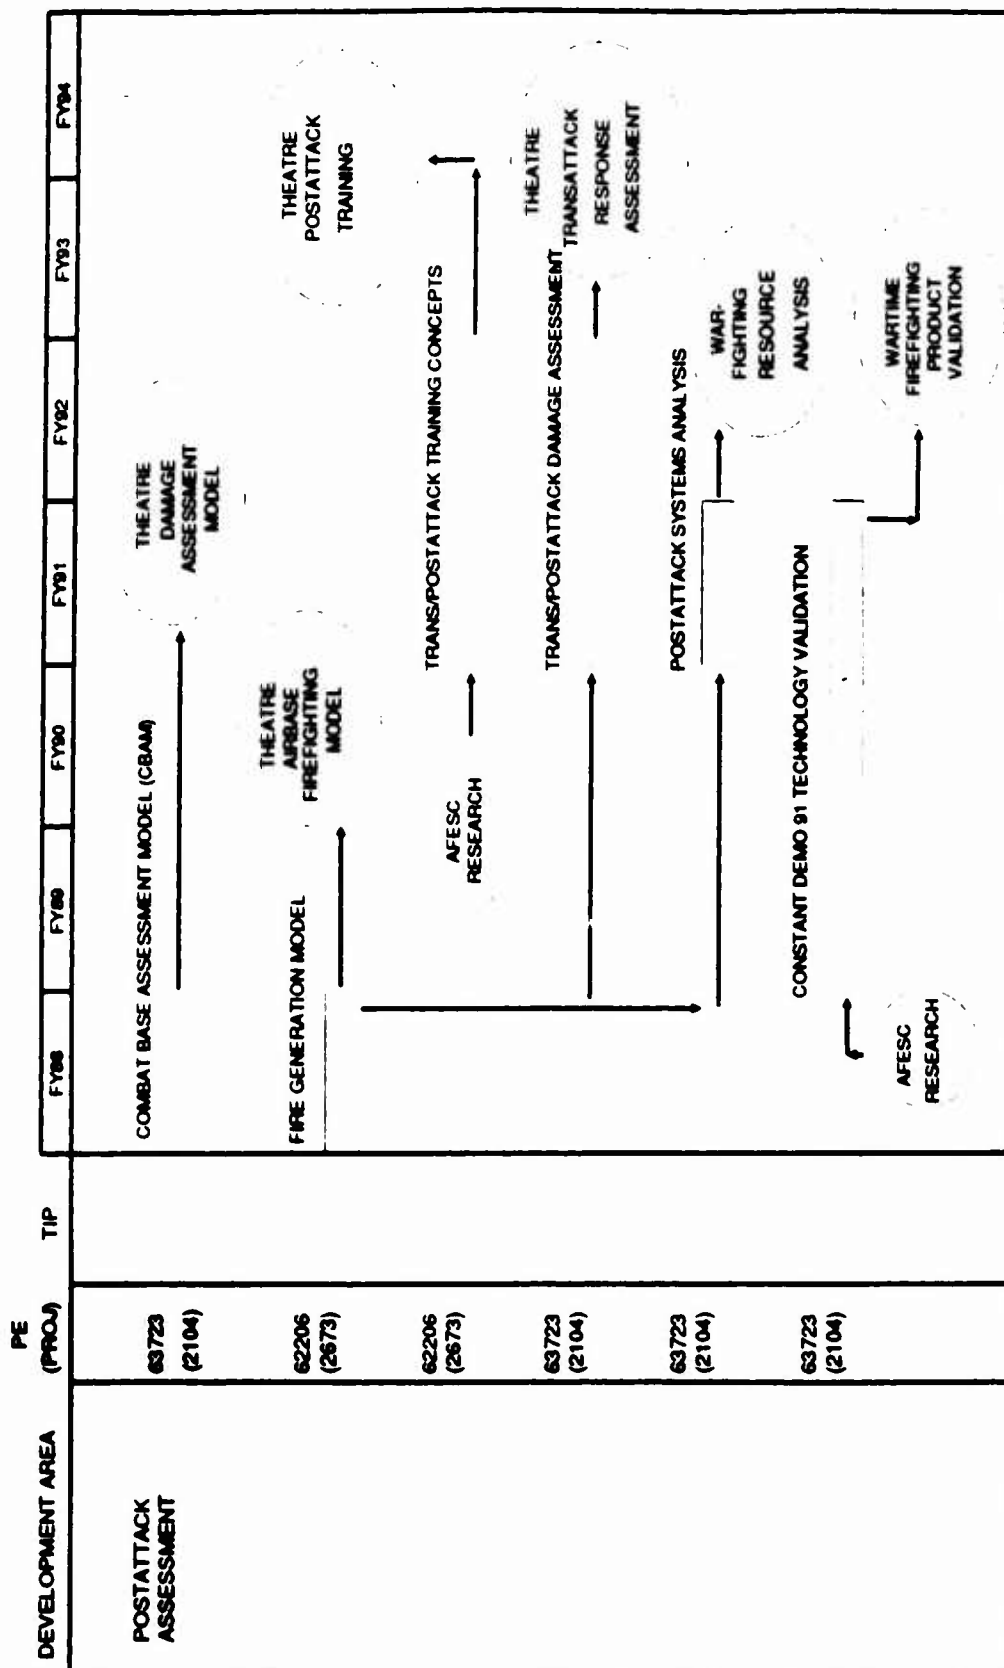 DEVELOPMENT AREA
PE
(PROJ)
TIP
FY88
FY89
FY90
FY91
FY92
FY93
FY94
POSTATTACK
ASSESSMENT
63723
(2104)
COMBAT BASE ASSESSMENT MODEL (CBAM)
THEATRE
DAMAGE
ASSESSMENT
MODEL
62206
(2673)
FIRE GENERATION MODEL
THEATRE
AIRBASE
FIREFIGHTING
MODEL
THEATRE
POSTATTACK
TRAINING
62206
(2673)
AFESC
RESEARCH
TRANS/POSTATTACK TRAINING CONCEPTS
63723
(2104)
TRANS/POSTATTACK DAMAGE ASSESSMENT
THEATRE
TRANSATTACK
RESPONSE
ASSESSMENT
63723
(2104)
POSTATTACK SYSTEMS ANALYSIS
WAR-
FIGHTING
RESOURCE
ANALYSIS
63723
(2104)
CONSTANT DEMO 91 TECHNOLOGY VALIDATION
AFESC
RESEARCH
WARTIME
FIREFIGHTING
PRODUCT
VALIDATION